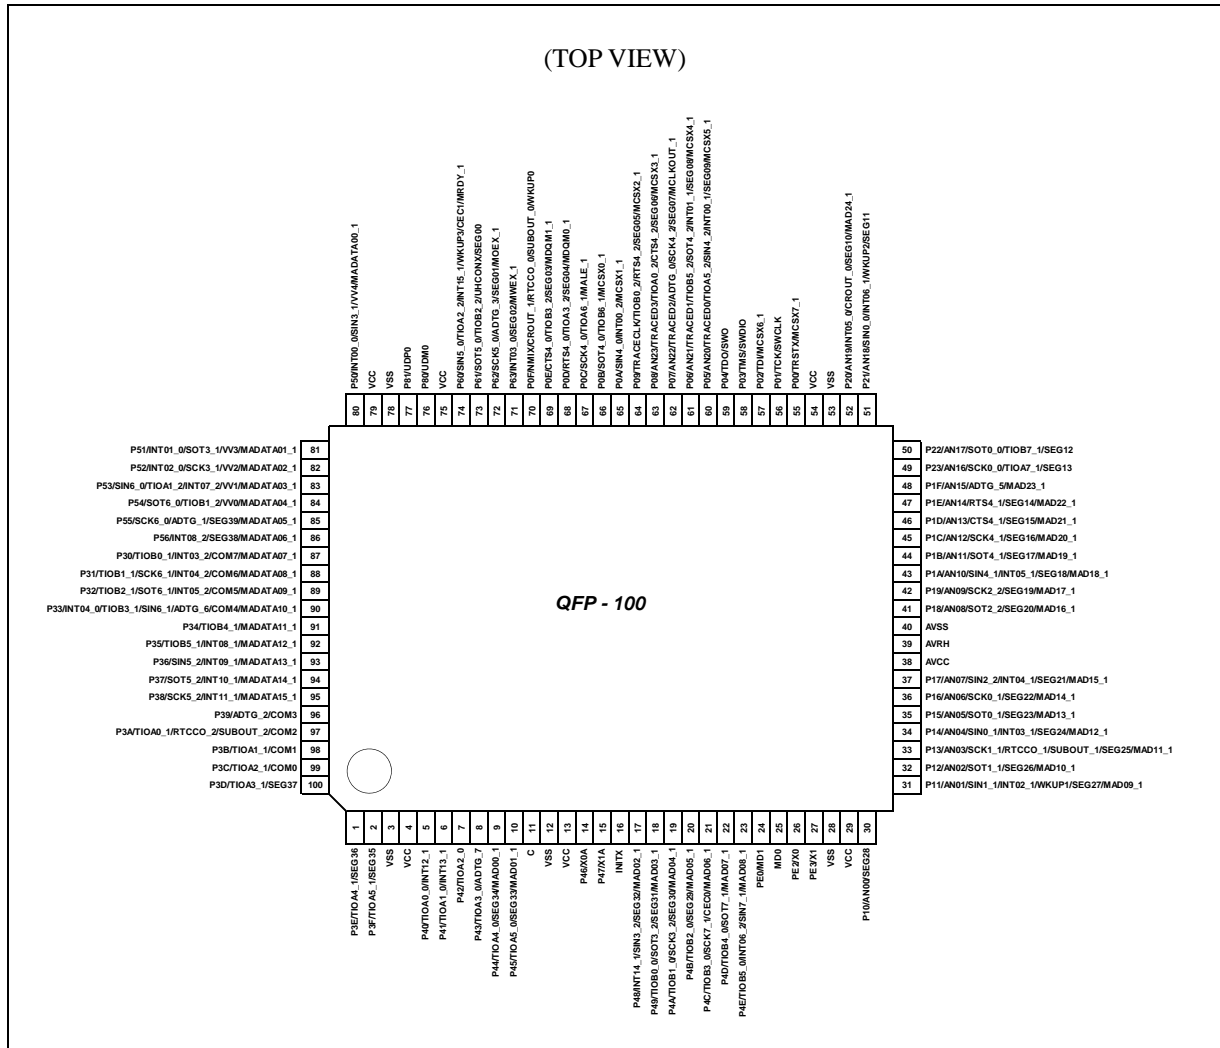 (TOP VIEW)
P50/INT00_0/SIN3_1/VV4/MADATA00_1
VCC
VSS
P81/UDP0
P80/UDM0
VCC
P60/SIN5_0/TIOA2_2/INT15_1/WKUP3/CEC1/MRDY_1
P61/SOT5_0/TIOB2_2/UHCONX/SEG00
P62/SCK5_0/ADTG_3/SEG01/MOEX_1
P63/INT03_0/SEG02/MWEX_1
P0F/NMIX/CROUT_1/RTCCO_0/SUBOUT_0/WKUP0
P0E/CTS4_0/TIOB3_2/SEG03/MDQM1_1
P0D/RTS4_0/TIOA3_2/SEG04/MDQM0_1
P0C/SCK4_0/TIOA6_1/MALE_1
P0B/SOT4_0/TIOB6_1/MCSX0_1
P0A/SIN4_0/INT00_2/MCSX1_1
P09/TRACECLK/TIOB0_2/RTS4_2/SEG05/MCSX2_1
P08/AN23/TRACED3/TIOA0_2/CTS4_2/SEG06/MCSX3_1
P07/AN22/TRACED2/ADTG_0/SCK4_2/SEG07/MCLKOUT_1
P06/AN21/TRACED1/TIOB5_2/SOT4_2/INT01_1/SEG08/MCSX4_1
P05/AN20/TRACED0/TIOA5_2/SIN4_2/INT00_1/SEG09/MCSX5_1
P04/TDO/SWO
P03/TMS/SWDIO
P02/TDI/MCSX6_1
P01/TCK/SWCLK
P00/TRSTX/MCSX7_1
VCC
VSS
P20/AN19/INT05_0/CROUT_0/SEG10/MAD24_1
P21/AN18/SIN0_0/INT06_1/WKUP2/SEG11
80 79 78 77 76 75 74 73 72 71 70 69 68 67 66 65 64 63 62 61 60 59 58 57 56 55 54 53 52 51
P51/INT01_0/SOT3_1/VV3/MADATA01_1 81
P52/INT02_0/SCK3_1/VV2/MADATA02_1 82
P53/SIN6_0/TIOA1_2/INT07_2/VV1/MADATA03_1 83
P54/SOT6_0/TIOB1_2/VV0/MADATA04_1 84
P55/SCK6_0/ADTG_1/SEG39/MADATA05_1 85
P56/INT08_2/SEG38/MADATA06_1 86
P30/TIOB0_1/INT03_2/COM7/MADATA07_1 87
P31/TIOB1_1/SCK6_1/INT04_2/COM6/MADATA08_1 88
P32/TIOB2_1/SOT6_1/INT05_2/COM5/MADATA09_1 89
P33/INT04_0/TIOB3_1/SIN6_1/ADTG_6/COM4/MADATA10_1 90
P34/TIOB4_1/MADATA11_1 91
P35/TIOB5_1/INT08_1/MADATA12_1 92
P36/SIN5_2/INT09_1/MADATA13_1 93
P37/SOT5_2/INT10_1/MADATA14_1 94
P38/SCK5_2/INT11_1/MADATA15_1 95
P39/ADTG_2/COM3 96
P3A/TIOA0_1/RTCCO_2/SUBOUT_2/COM2 97
P3B/TIOA1_1/COM1 98
P3C/TIOA2_1/COM0 99
P3D/TIOA3_1/SEG37 100
QFP - 100
50 P22/AN17/SOT0_0/TIOB7_1/SEG12
49 P23/AN16/SCK0_0/TIOA7_1/SEG13
48 P1F/AN15/ADTG_5/MAD23_1
47 P1E/AN14/RTS4_1/SEG14/MAD22_1
46 P1D/AN13/CTS4_1/SEG15/MAD21_1
45 P1C/AN12/SCK4_1/SEG16/MAD20_1
44 P1B/AN11/SOT4_1/SEG17/MAD19_1
43 P1A/AN10/SIN4_1/INT05_1/SEG18/MAD18_1
42 P19/AN09/SCK2_2/SEG19/MAD17_1
41 P18/AN08/SOT2_2/SEG20/MAD16_1
40 AVSS
39 AVRH
38 AVCC
37 P17/AN07/SIN2_2/INT04_1/SEG21/MAD15_1
36 P16/AN06/SCK0_1/SEG22/MAD14_1
35 P15/AN05/SOT0_1/SEG23/MAD13_1
34 P14/AN04/SIN0_1/INT03_1/SEG24/MAD12_1
33 P13/AN03/SCK1_1/RTCCO_1/SUBOUT_1/SEG25/MAD11_1
32 P12/AN02/SOT1_1/SEG26/MAD10_1
31 P11/AN01/SIN1_1/INT02_1/WKUP1/SEG27/MAD09_1
1 2 3 4 5 6 7 8 9 10 11 12 13 14 15 16 17 18 19 20 21 22 23 24 25 26 27 28 29 30
P3E/TIOA4_1/SEG36
P3F/TIOA5_1/SEG35
VSS
VCC
P40/TIOA0_0/INT12_1
P41/TIOA1_0/INT13_1
P42/TIOA2_0
P43/TIOA3_0/ADTG_7
P44/TIOA4_0/SEG34/MAD00_1
P45/TIOA5_0/SEG33/MAD01_1
C
VSS
VCC
P46/X0A
P47/X1A
INITX
P48/INT14_1/SIN3_2/SEG32/MAD02_1
P49/TIOB0_0/SOT3_2/SEG31/MAD03_1
P4A/TIOB1_0/SCK3_2/SEG30/MAD04_1
P4B/TIOB2_0/SEG29/MAD05_1
P4C/TIOB3_0/SCK7_1/CEC0/MAD06_1
P4D/TIOB4_0/SOT7_1/MAD07_1
P4E/TIOB5_0/INT06_2/SIN7_1/MAD08_1
PE0/MD1
MD0
PE2/X0
PE3/X1
VSS
VCC
P10/AN00/SEG28